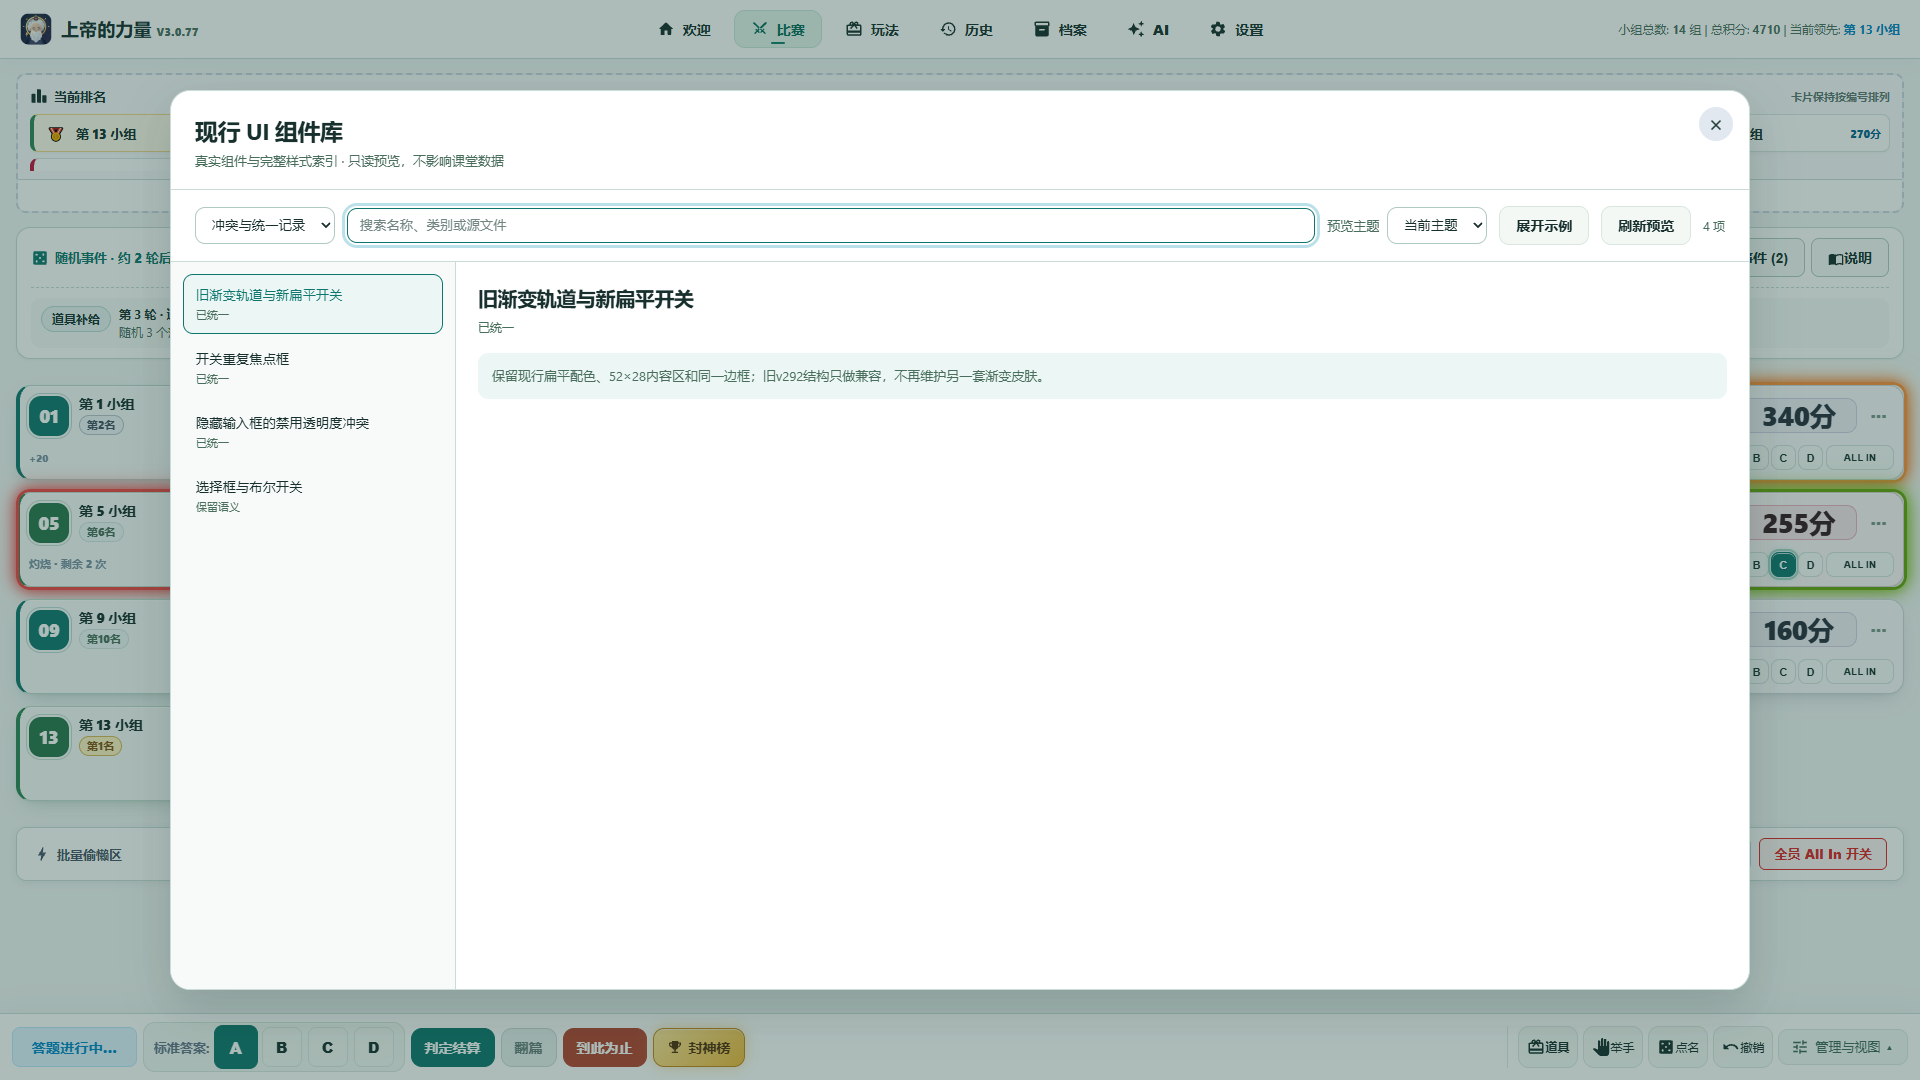 上帝的力量 V3.0.77
欢迎
比赛
玩法
历史
档案
AI
设置
小组总数: 14 组 | 总积分: 4710 | 当前领先: 第 13 小组
当前排名
卡片保持按编号排列
第 13 小组
组
270分
现行 UI 组件库
真实组件与完整样式索引 · 只读预览，不影响课堂数据
冲突与统一记录
搜索名称、类别或源文件
预览主题
当前主题
展开示例
刷新预览
4 项
随机事件 · 约 2 轮后
件 (2)
说明
道具补给
第 3 轮 ·
随机 3 个
旧渐变轨道与新扁平开关
已统一
开关重复焦点框
已统一
隐藏输入框的禁用透明度冲突
已统一
选择框与布尔开关
保留语义
旧渐变轨道与新扁平开关
已统一
保留现行扁平配色、52×28内容区和同一边框；旧v292结构只做兼容，不再维护另一套渐变皮肤。
01
第 1 小组
第2名
+20
340分
B
C
D
ALL IN
05
第 5 小组
第6名
灼烧 · 剩余 2 次
255分
B
C
D
ALL IN
09
第 9 小组
第10名
160分
B
C
D
ALL IN
13
第 13 小组
第1名
批量偷懒区
全员 All In 开关
答题进行中...
标准答案:
A
B
C
D
判定结算
翻篇
到此为止
封神榜
道具
举手
点名
撤销
管理与视图